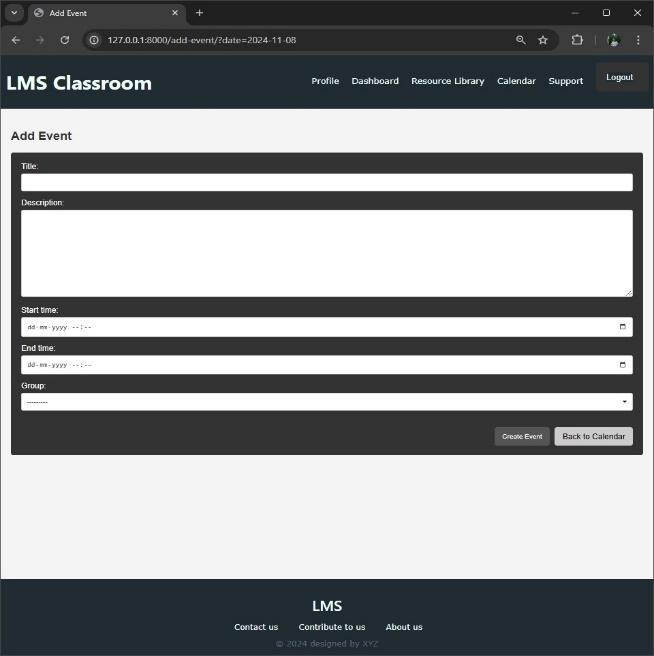 Add Event
127.0.0.1:8000/add-event/?date=2024-11-08
LMS Classroom
Profile Dashboard Resource Library Calendar Support Logout
Add Event
Title:
Description:
Start time:
dd-mm-yyyy --:--
End time:
dd-mm-yyyy --:--
Group:
---------
Create Event Back to Calendar
LMS
Contact us Contribute to us About us
© 2024 designed by XYZ